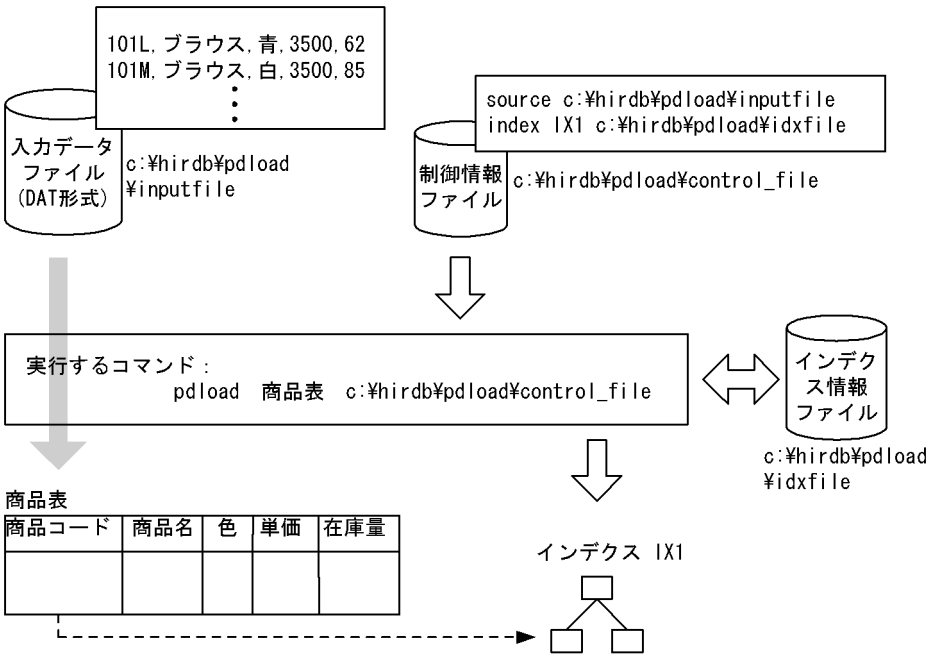 101L,ブラウス,青,3500,62
101M,ブラウス,白,3500,85
入力データ
ファイル
(DAT形式)
c:¥hirdb¥pdload
¥inputfile
source c:¥hirdb¥pdload¥inputfile
index IX1 c:¥hirdb¥pdload¥idxfile
制御情報
ファイル
c:¥hirdb¥pdload¥control_file
実行するコマンド：
pdload 商品表 c:¥hirdb¥pdload¥control_file
インデク
ス情報
ファイル
c:¥hirdb¥pdload
¥idxfile
商品表
商品コード 商品名 色 単価 在庫量
インデクス IX1